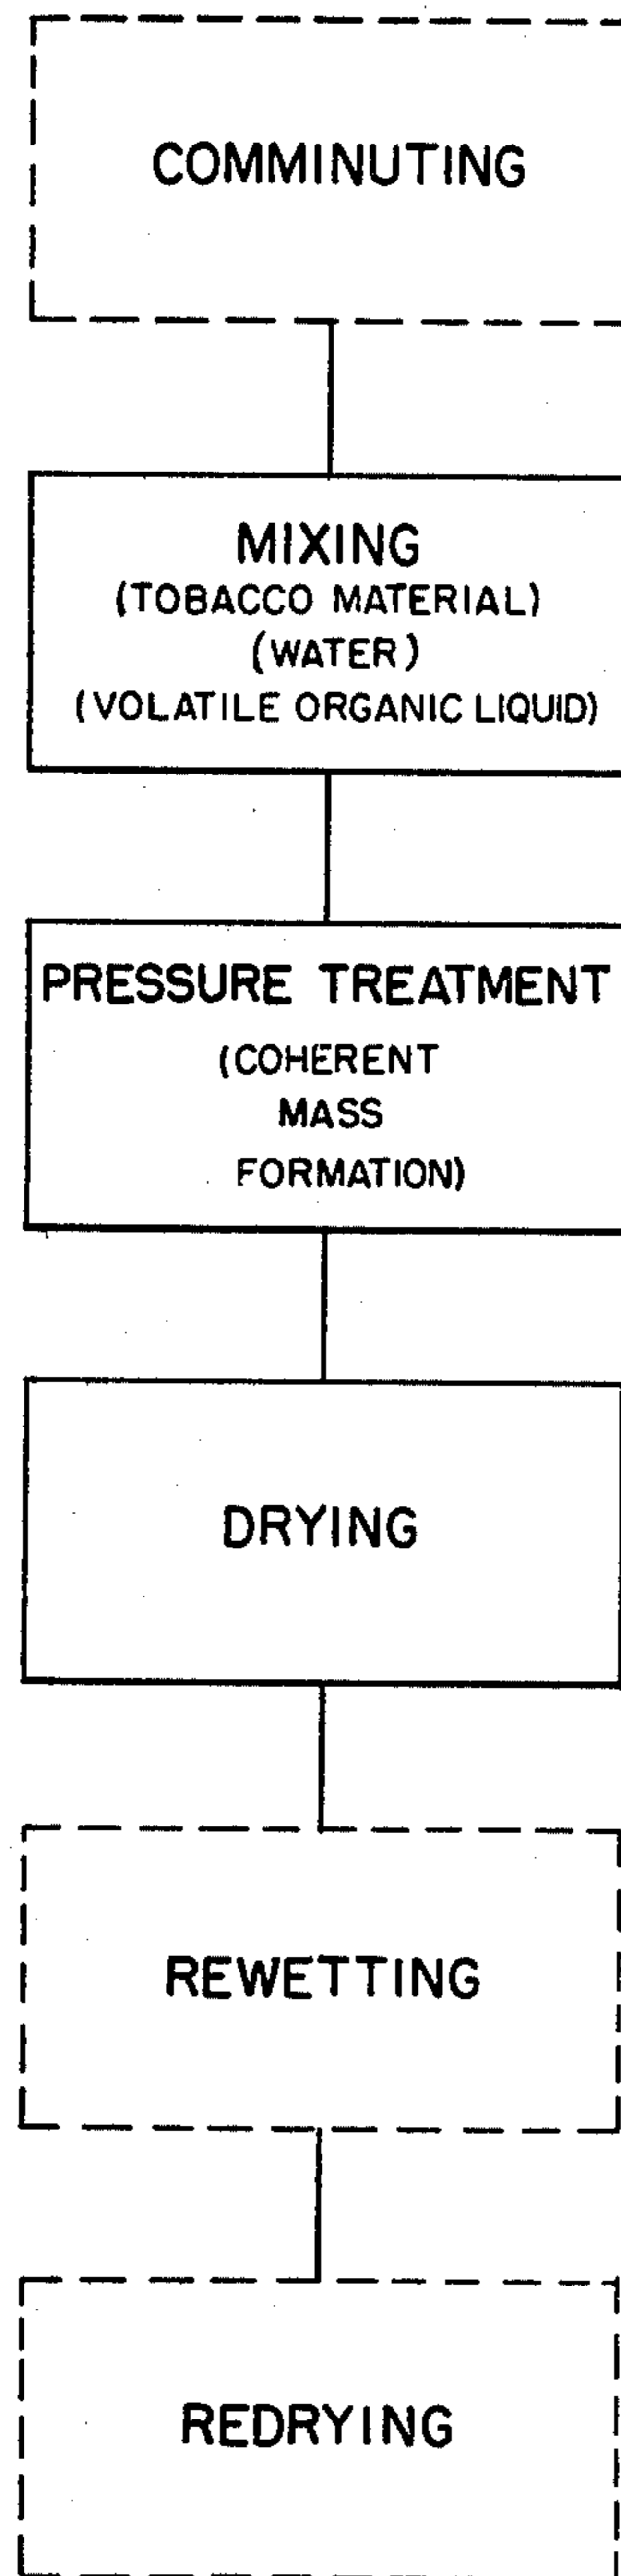 COMMINUTING
MIXING
(TOBACCO MATERIAL)
(WATER)
(VOLATILE ORGANIC LIQUID)
PRESSURE TREATMENT
(COHERENT
MASS
FORMATION)
DRYING
REWETTING
REDRYING